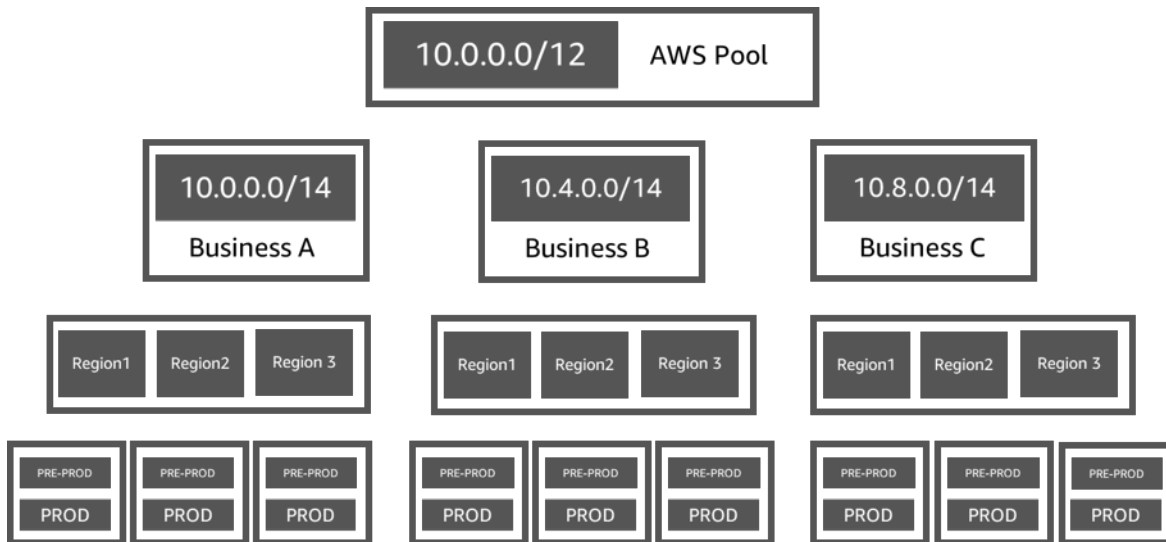 10.0.0.0/12 AWS Pool
10.0.0.0/14
Business A
10.4.0.0/14
Business B
10.8.0.0/14
Business C
Region1 Region2 Region 3
Region1 Region2 Region 3
Region1 Region2 Region 3
PRE-PROD
PROD
PRE-PROD
PROD
PRE-PROD
PROD
PRE-PROD
PROD
PRE-PROD
PROD
PRE-PROD
PROD
PRE-PROD
PROD
PRE-PROD
PROD
PRE-PROD
PROD